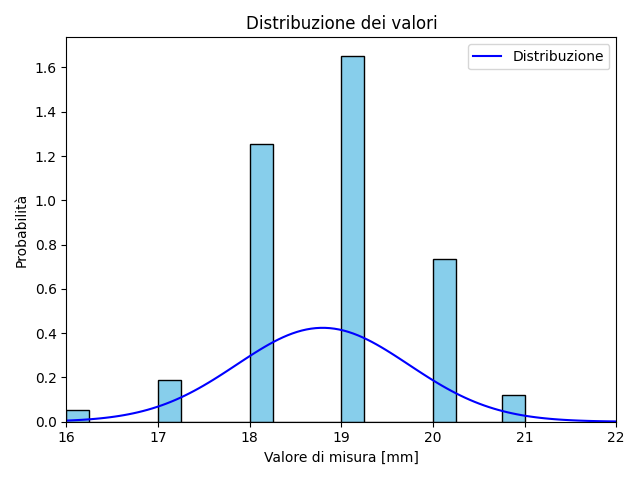 Distribuzione dei valori
Distribuzione
Probabilità
1.6
1.4
1.2
1.0
0.8
0.6
0.4
0.2
0.0
16 17 18 19 20 21 22
Valore di misura [mm]